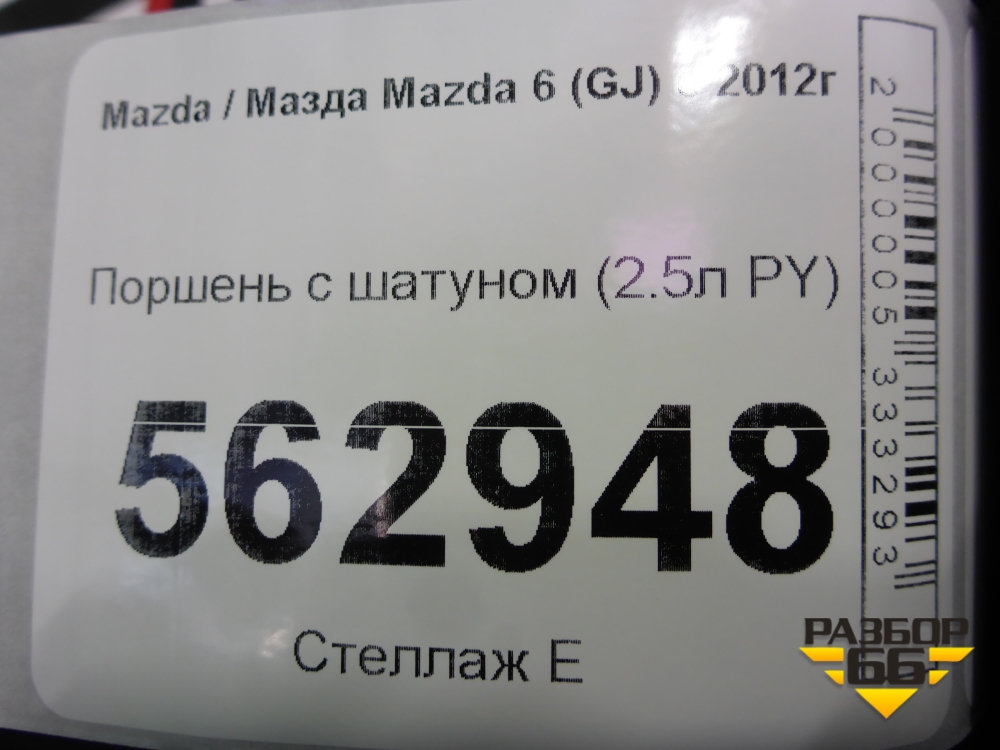 Mazda / Мазда Mazda 6 (GJ) 2012г
Поршень с шатуном (2.5л PY)
562948
Стеллаж Е
2000005333293
РАЗБОР
66